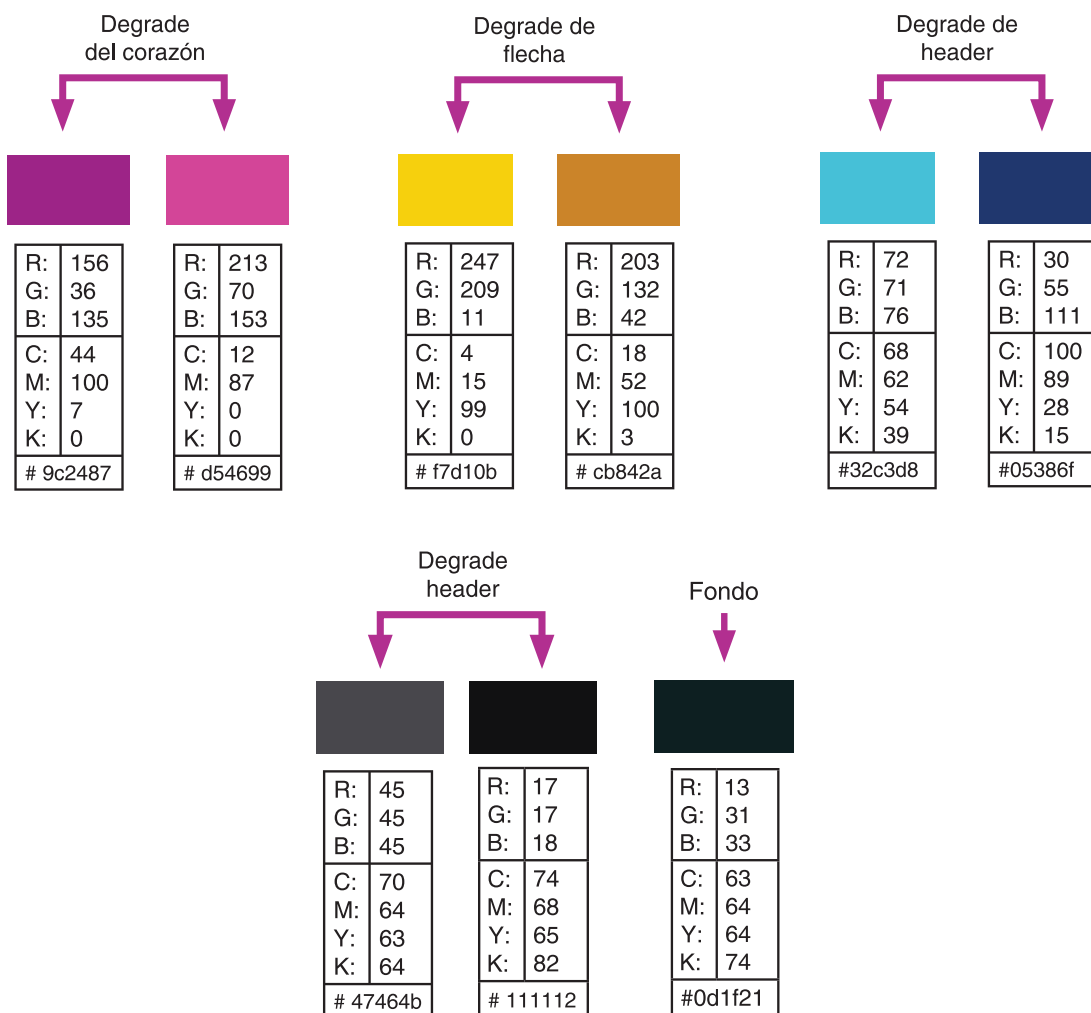 Degrade
del corazón
Degrade de
flecha
Degrade de
header
R: 156
G: 36
B: 135
C: 44
M: 100
Y: 7
K: 0
# 9c2487
R: 213
G: 70
B: 153
C: 12
M: 87
Y: 0
K: 0
# d54699
R: 247
G: 209
B: 11
C: 4
M: 15
Y: 99
K: 0
# f7d10b
R: 203
G: 132
B: 42
C: 18
M: 52
Y: 100
K: 3
# cb842a
R: 72
G: 71
B: 76
C: 68
M: 62
Y: 54
K: 39
#32c3d8
R: 30
G: 55
B: 111
C: 100
M: 89
Y: 28
K: 15
#05386f
Degrade
header
Fondo
R: 45
G: 45
B: 45
C: 70
M: 64
Y: 63
K: 64
# 47464b
R: 17
G: 17
B: 18
C: 74
M: 68
Y: 65
K: 82
# 111112
R: 13
G: 31
B: 33
C: 63
M: 64
Y: 64
K: 74
#0d1f21